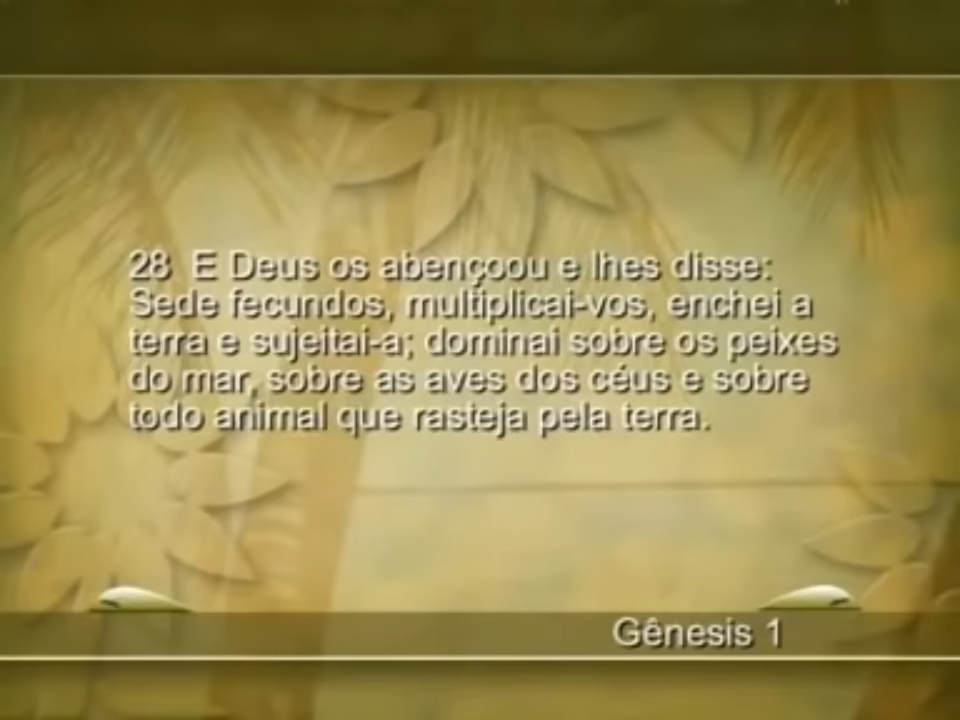 28 E Deus os abençoou e lhes disse:
Sede fecundos, multiplicai-vos, enchei a
terra e sujeitai-a; dominai sobre os peixes
do mar, sobre as aves dos céus e sobre
todo animal que rasteja pela terra.
Gênesis 1